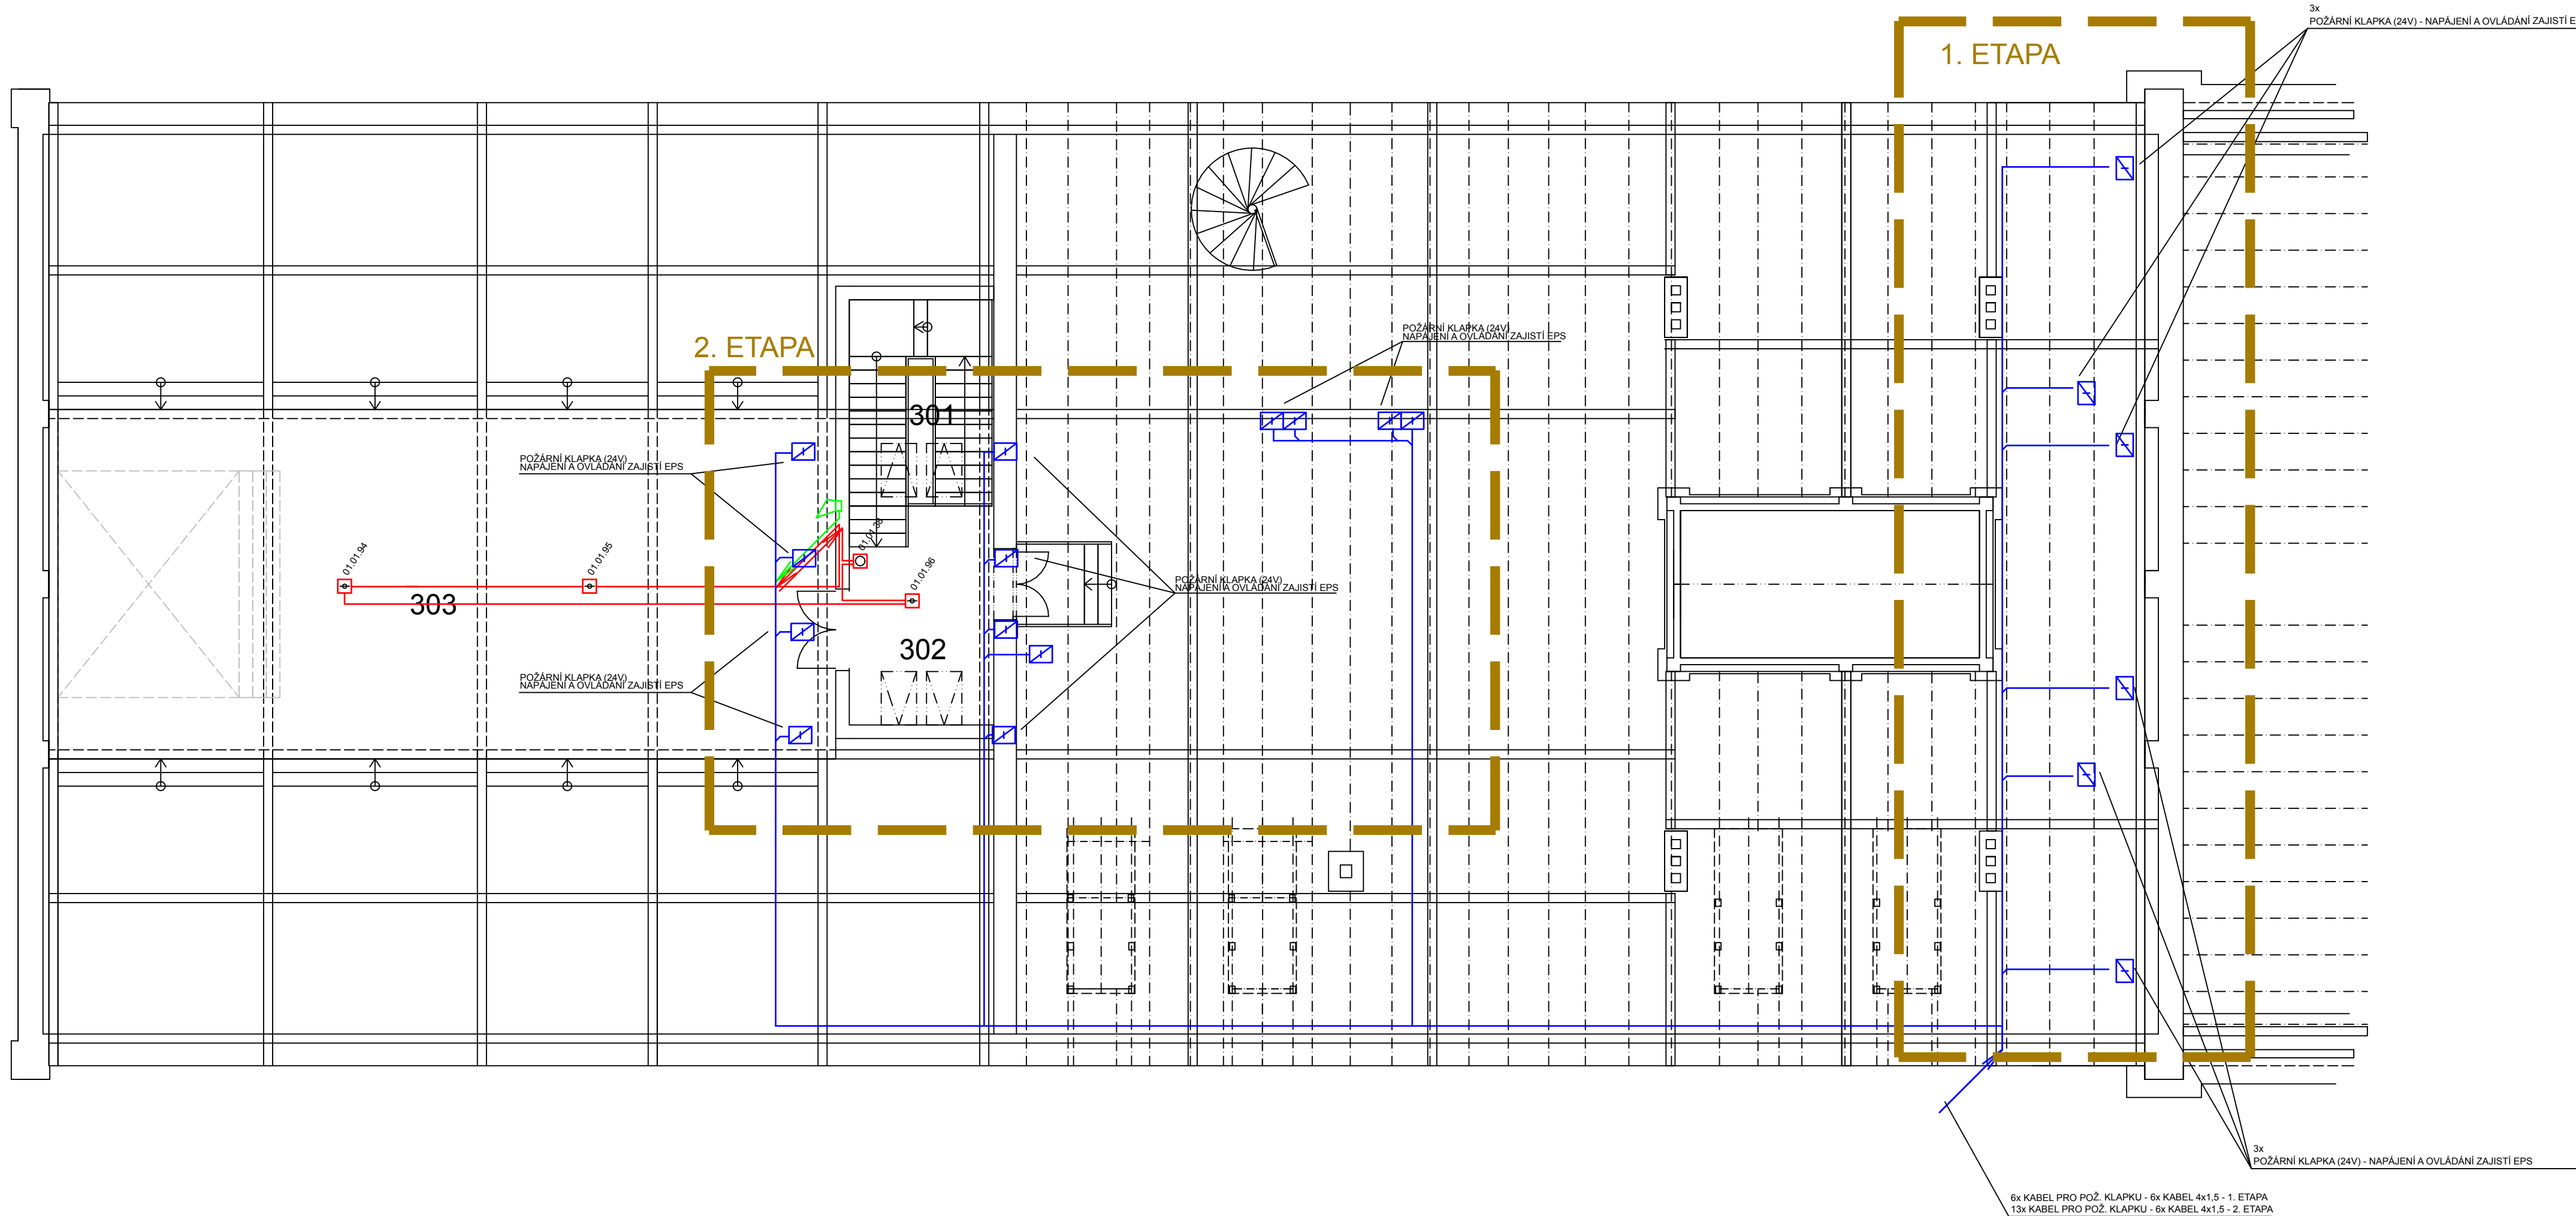 3x
POŽÁRNÍ KLAPKA (24V) - NAPÁJENÍ A OVLÁDÁNÍ ZAJISTÍ E
1. ETAPA
POŽÁRNÍ KLAPKA (24V)
NAPÁJENÍ A OVLÁDÁNÍ ZAJISTÍ EPS
2. ETAPA
301
POŽÁRNÍ KLAPKA (24V)
NAPÁJENÍ A OVLÁDÁNÍ ZAJISTÍ EPS
01.01.94
01.01.95
01.01.96
303
POŽÁRNÍ KLAPKA (24V)
NAPÁJENÍ A OVLÁDÁNÍ ZAJISTÍ EPS
302
POŽÁRNÍ KLAPKA (24V)
NAPÁJENÍ A OVLÁDÁNÍ ZAJISTÍ EPS
3x
POŽÁRNÍ KLAPKA (24V) - NAPÁJENÍ A OVLÁDÁNÍ ZAJISTÍ EPS
6x KABEL PRO POŽ. KLAPKU - 6x KABEL 4x1,5 - 1. ETAPA
13x KABEL PRO POŽ. KLAPKU - 6x KABEL 4x1,5 - 2. ETAPA